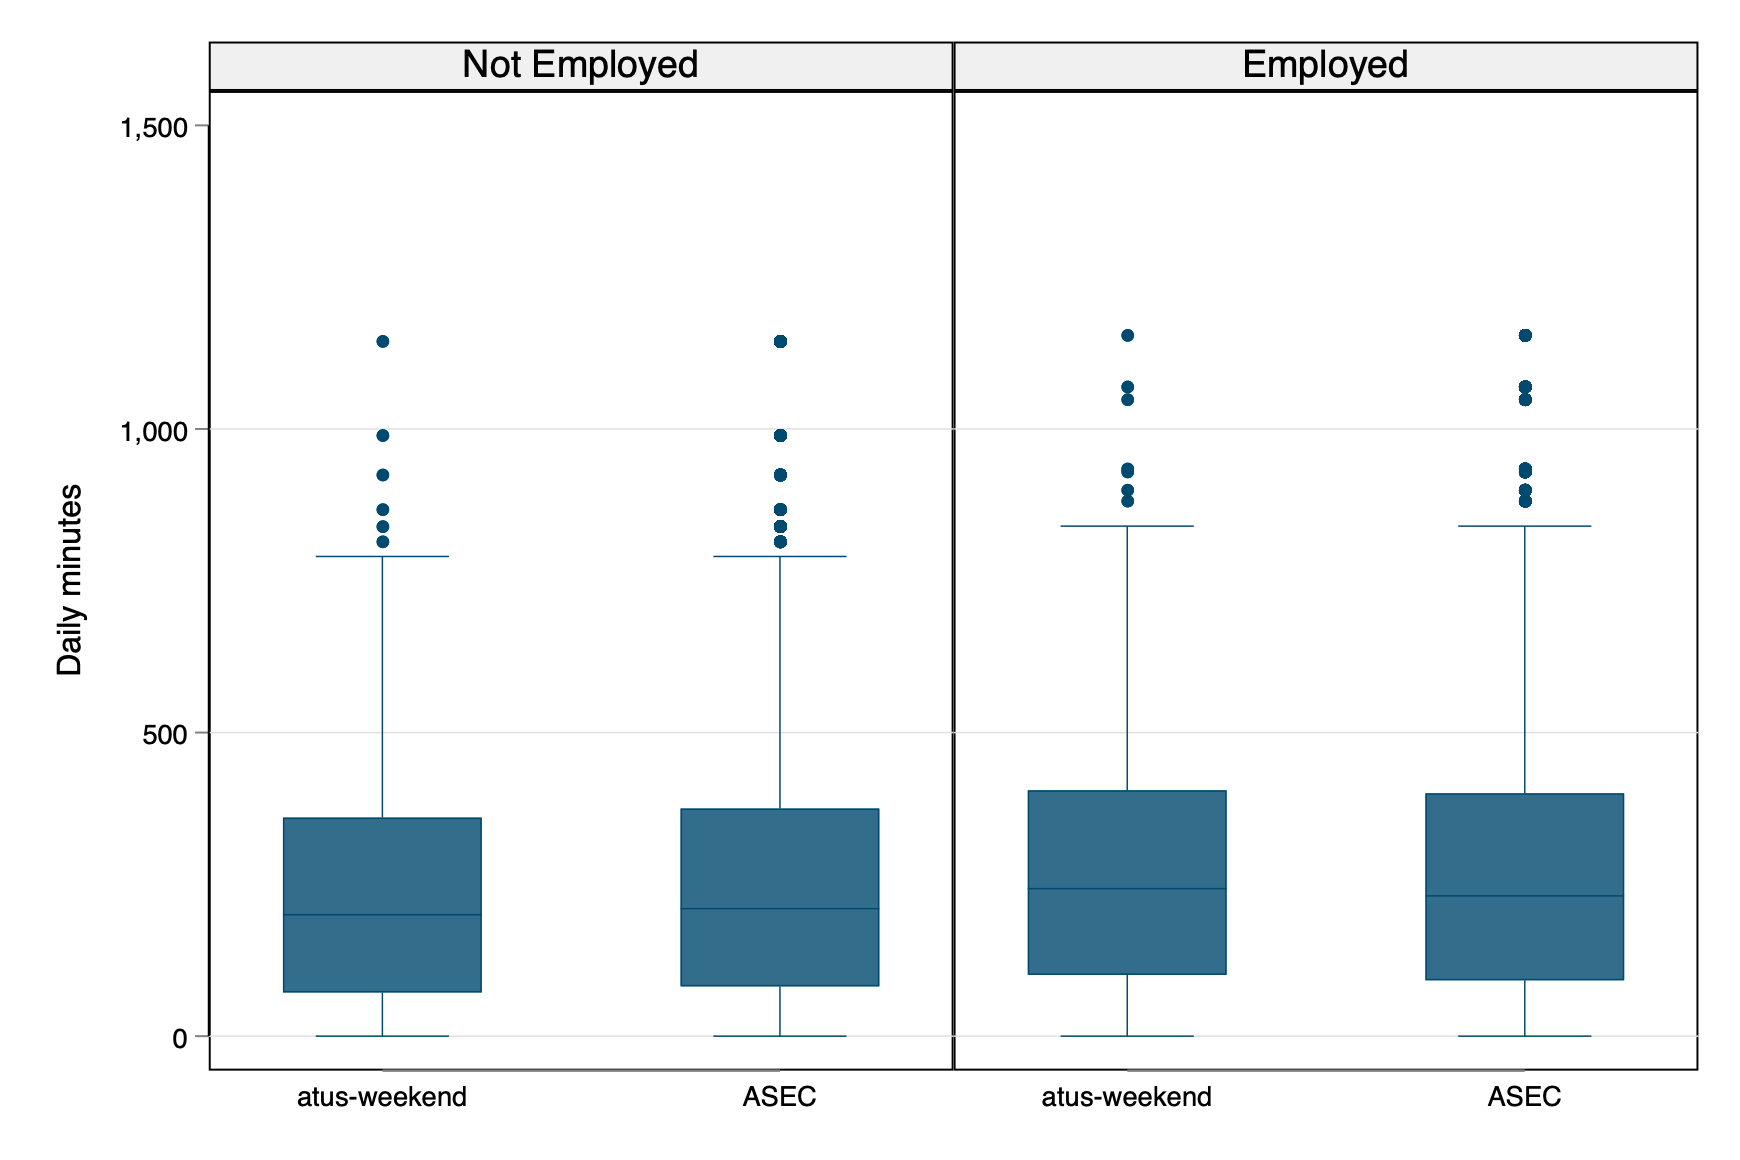 Not Employed
Employed
1,500
1,000
500
0
Daily minutes
atus-weekend
ASEC
atus-weekend
ASEC